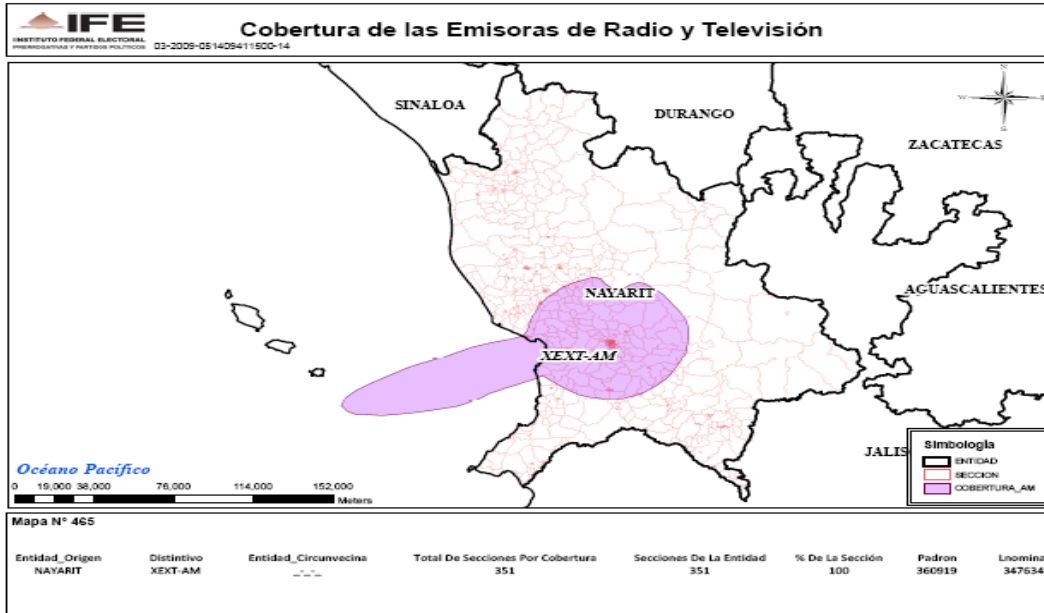 IFE
INSTITUTO FEDERAL ELECTORAL
PRERROGATIVAS Y PARTIDOS POLÍTICOS
03-2009-051409411500-14
Cobertura de las Emisoras de Radio y Televisión
N
W
S
SINALOA
DURANGO
ZACATECAS
NAYARIT
AGUASCALIENTES
XEXT-AM
JALISC
Océano Pacífico
0 19,000 38,000 76,000 114,000 152,000
Meters
Simbología
ENTIDAD
SECCION
COBERTURA_AM
Mapa N° 465
Entidad_Origen Distintivo Entidad_Circunvecina Total De Secciones Por Cobertura Secciones De La Entidad % De La Sección Padron Lnomina
NAYARIT XEXT-AM _-_-_ 351 351 100 360919 347634